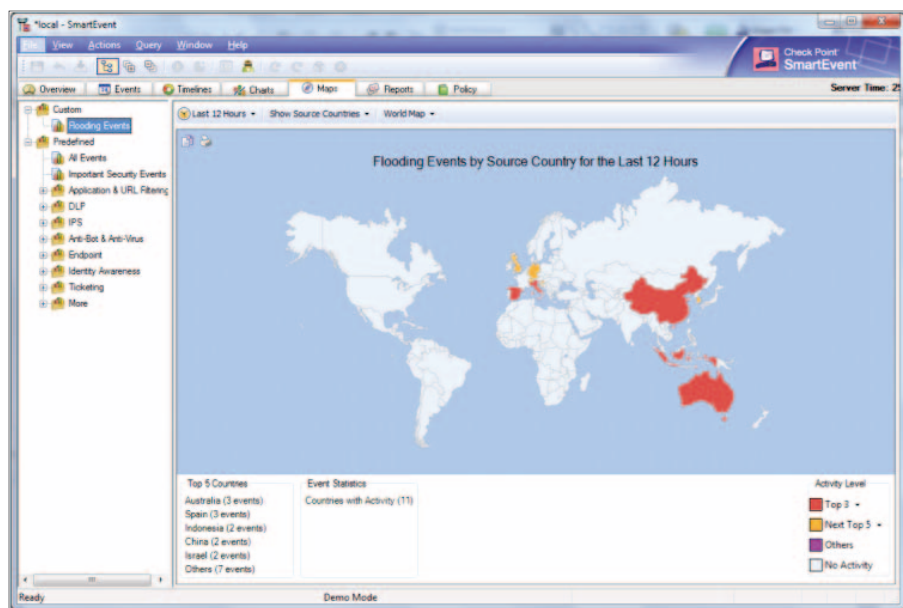 *local - SmartEvent
File View Actions Query Window Help
Check Point
SmartEvent
Overview Events Timelines Charts Maps Reports Policy Server Time: 2
Custom
Flooding Events
Predefined
All Events
Important Security Events
Application & URL Filtering
DLP
IPS
Anti-Bot & Anti-Virus
Endpoint
Identity Awareness
Ticketing
More
Last 12 Hours Show Source Countries World Map
Flooding Events by Source Country for the Last 12 Hours
Top 5 Countries
Australia (3 events)
Spain (3 events)
Indonesia (2 events)
China (2 events)
Israel (2 events)
Others (7 events)
Event Statistics
Countries with Activity (11)
Activity Level
Top 3
Next Top 5
Others
No Activity
Ready Demo Mode